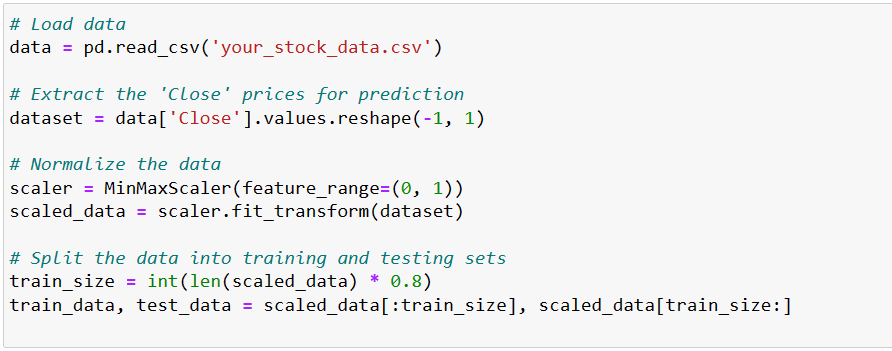 # Load data
data = pd.read_csv('your_stock_data.csv')
# Extract the 'Close' prices for prediction
dataset = data['Close'].values.reshape(-1, 1)
# Normalize the data
scaler = MinMaxScaler(feature_range=(0, 1))
scaled_data = scaler.fit_transform(dataset)
# Split the data into training and testing sets
train_size = int(len(scaled_data) * 0.8)
train_data, test_data = scaled_data[:train_size], scaled_data[train_size:]